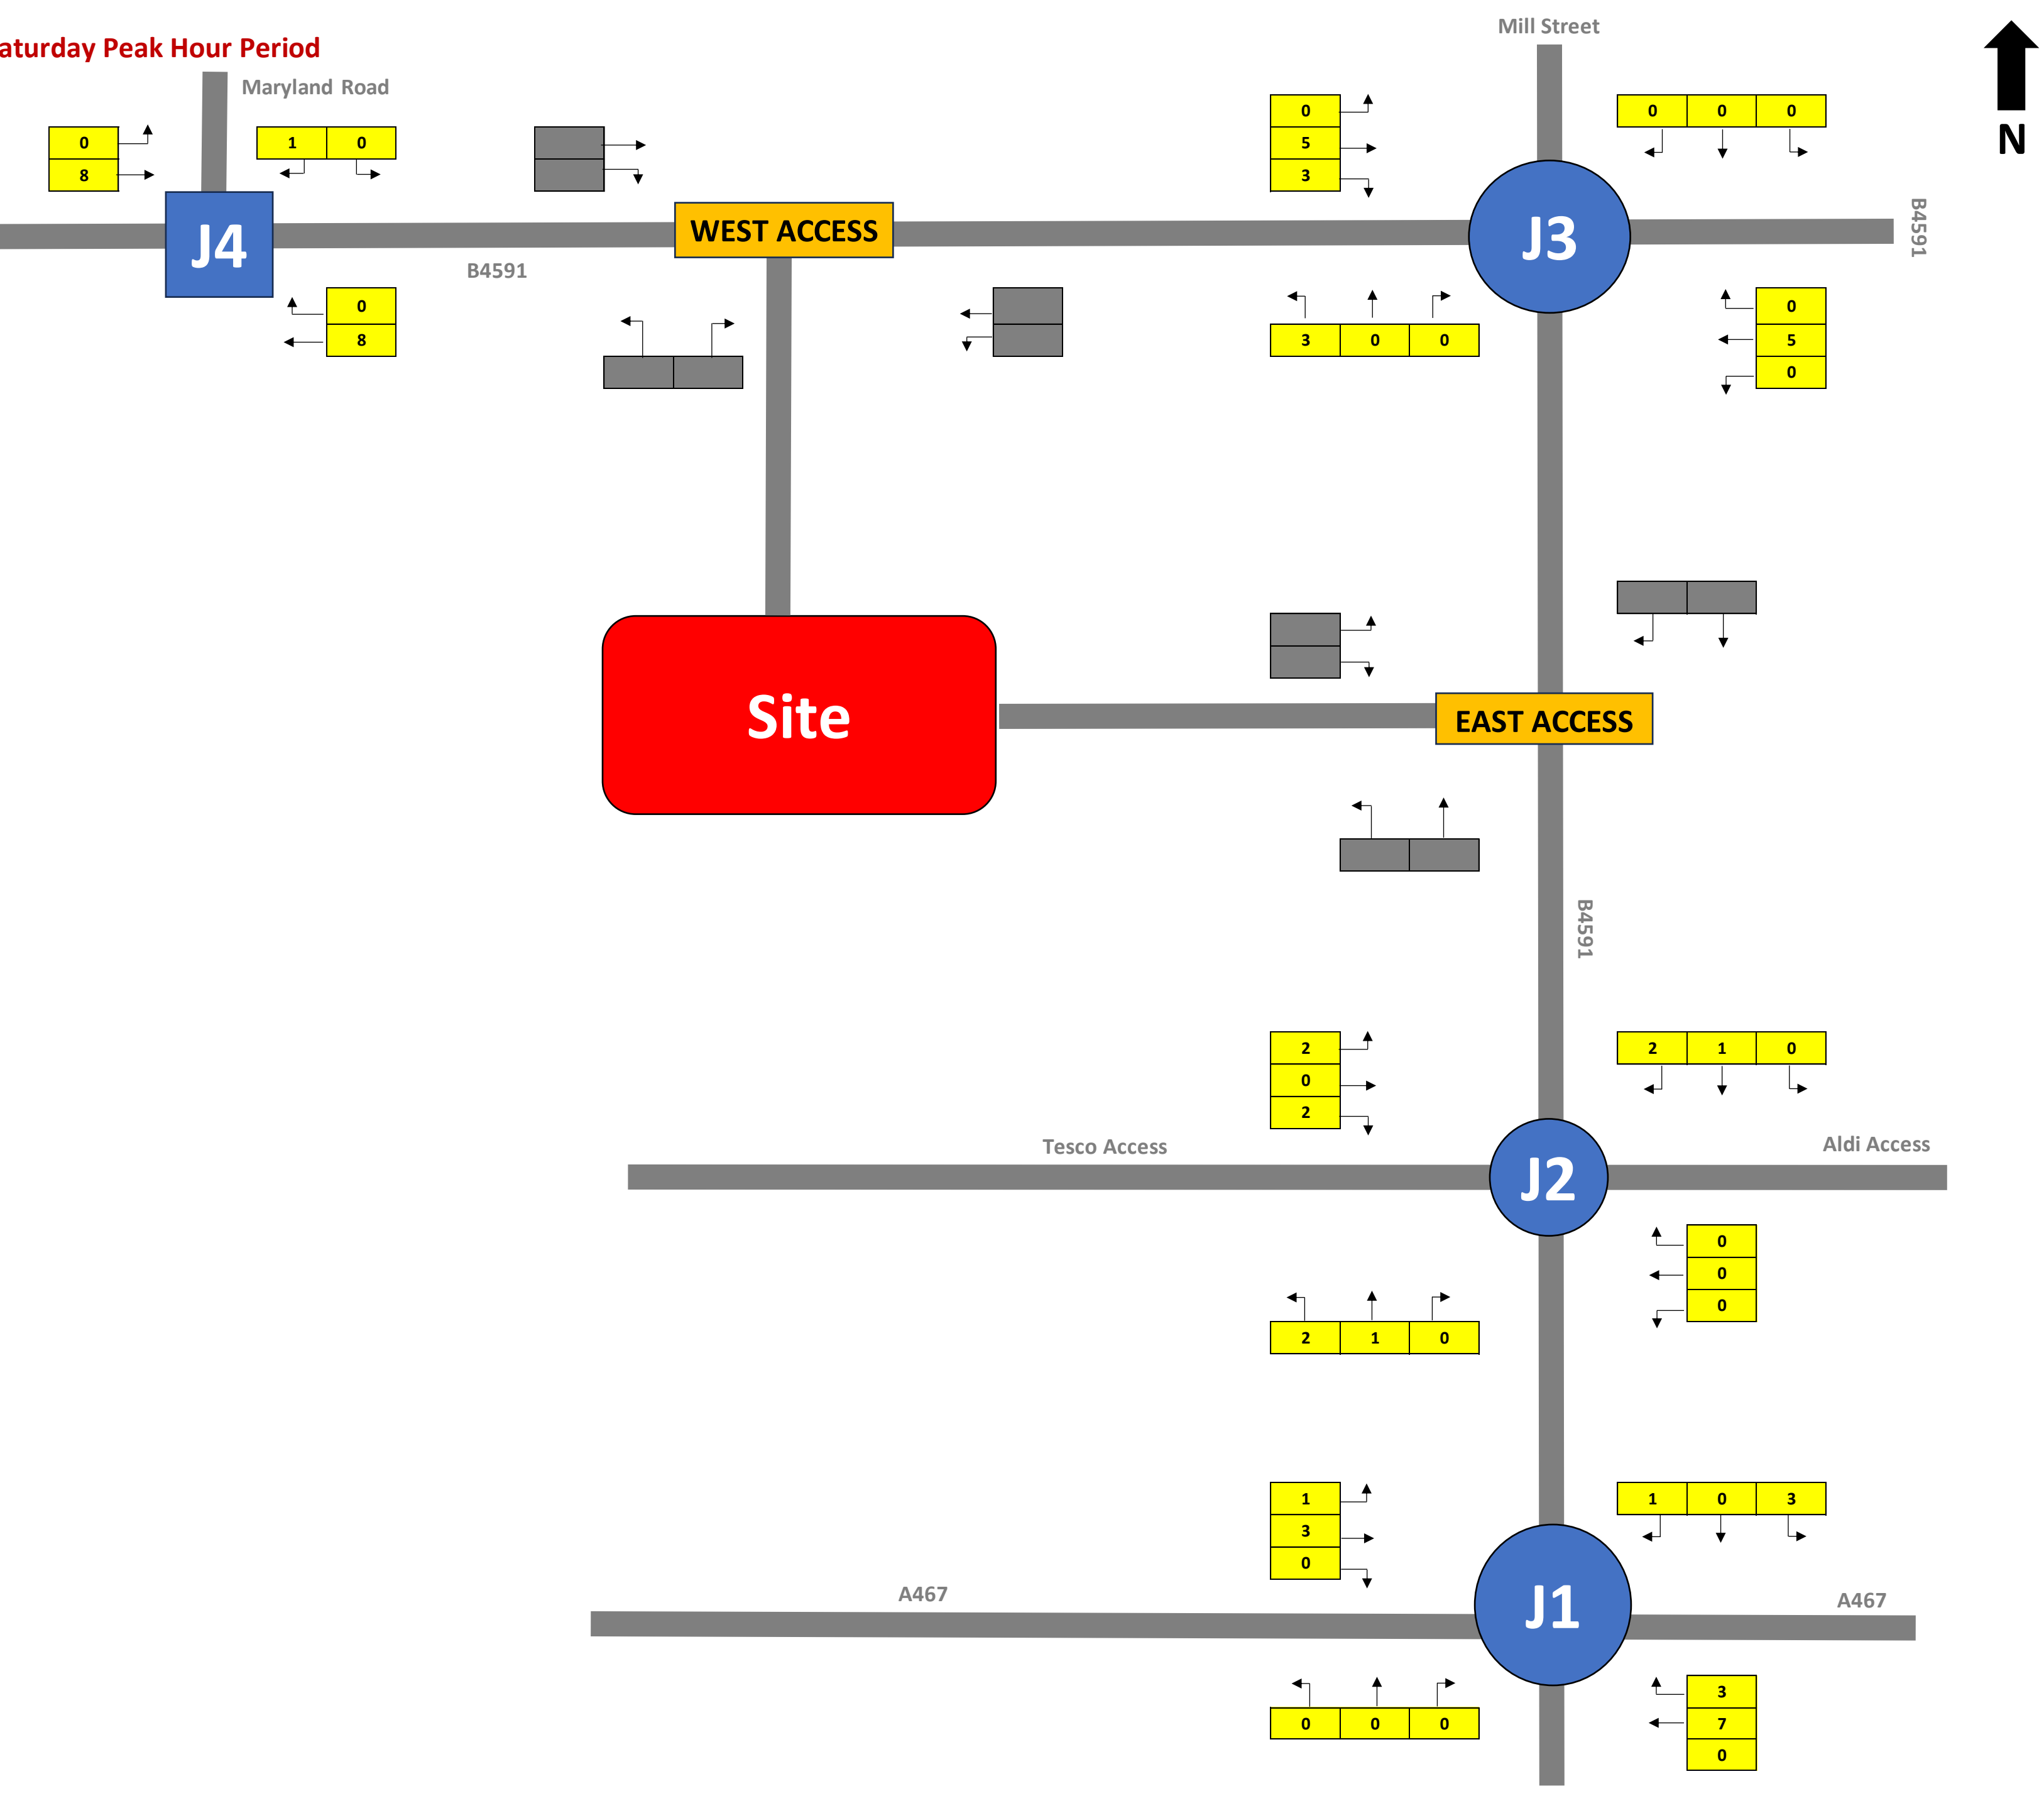 Mill Street
aturday Peak Hour Period
Maryland Road
N
0
8
1 0
0
5
3
0 0 0
J4
WEST ACCESS
J3
B4591
B4591
0
8
3 0 0
0
5
0
Site
EAST ACCESS
B4591
2
0
2
2 1 0
Tesco Access
Aldi Access
J2
0
0
0
2 1 0
1
3
0
1 0 3
A467
A467
J1
0 0 0
3
7
0